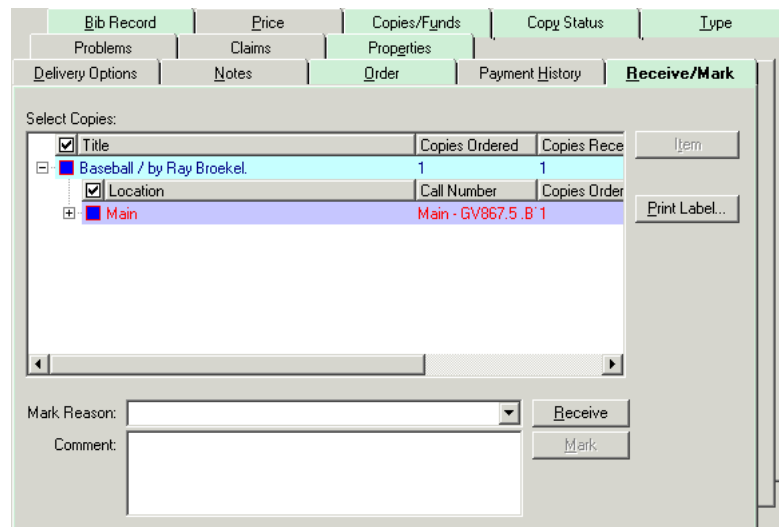 Bib Record Price Copies/Funds Copy Status Type
Problems Claims Properties
Delivery Options Notes Order Payment History Receive/Mark
Select Copies:
Title Copies Ordered Copies Rece
Item
Baseball / by Ray Broekel. 1 1
Location Call Number Copies Order
Main Main - GV867.5 .B 1
Print Label...
Mark Reason:
Receive
Comment:
Mark